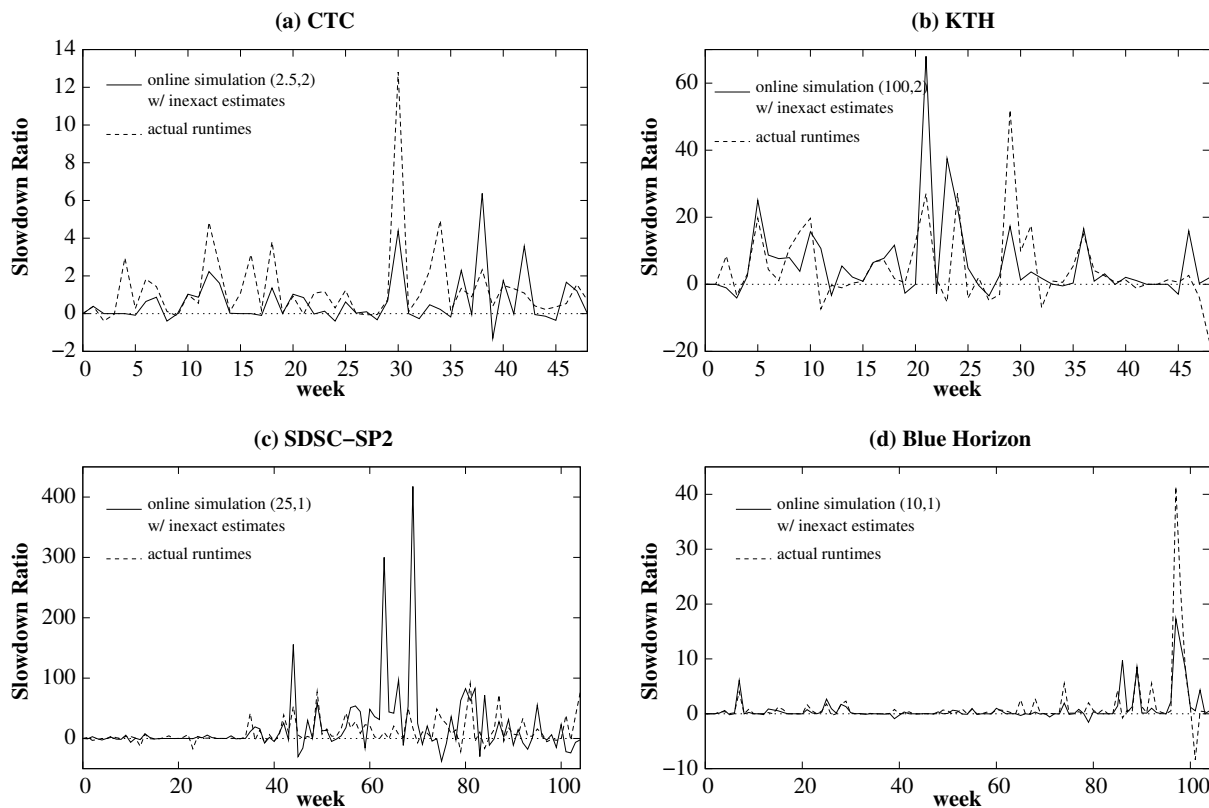 (a) CTC
14
12
10
8
6
4
2
0
−2
0 5 10 15 20 25 30 35 40 45
Slowdown Ratio
week
online simulation (2.5,2)
w/ inexact estimates
actual runtimes
(b) KTH
60
40
20
0
−20
0 5 10 15 20 25 30 35 40 45
Slowdown Ratio
week
online simulation (100,2)
w/ inexact estimates
actual runtimes
(c) SDSC−SP2
400
300
200
100
0
0 20 40 60 80 100
Slowdown Ratio
week
online simulation (25,1)
w/ inexact estimates
actual runtimes
(d) Blue Horizon
40
30
20
10
0
−10
0 20 40 60 80 100
Slowdown Ratio
week
online simulation (10,1)
w/ inexact estimates
actual runtimes